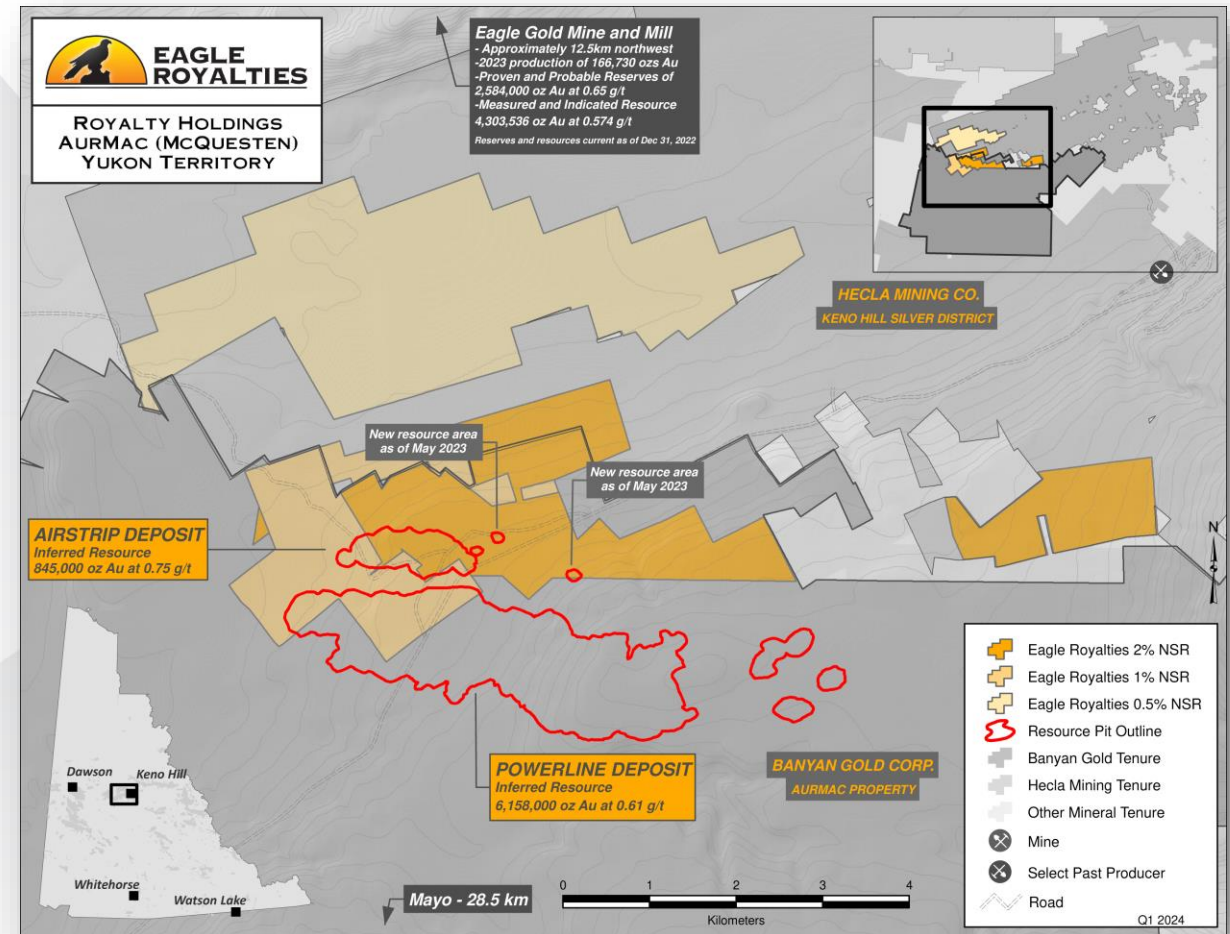 EAGLE
ROYALTIES
ROYALTY HOLDINGS
AURMAC (MCQUESTEN)
YUKON TERRITORY
Eagle Gold Mine and Mill
- Approximately 12.5km northwest
-2023 production of 166,730 ozs Au
-Proven and Probable Reserves of
2,584,000 oz Au at 0.65 g/t
-Measured and Indicated Resource
4,303,536 oz Au at 0.574 g/t
Reserves and resources current as of Dec 31, 2022
HECLA MINING CO.
KENO HILL SILVER DISTRICT
New resource area
as of May 2023
New resource area
as of May 2023
AIRSTRIP DEPOSIT
Inferred Resource
845,000 oz Au at 0.75 g/t
POWERLINE DEPOSIT
Inferred Resource
6,158,000 oz Au at 0.61 g/t
BANYAN GOLD CORP.
AURMAC PROPERTY
N
Dawson
Keno Hill
Whitehorse
Watson Lake
Mayo - 28.5 km
0 1 2 3 4
Kilometers
Eagle Royalties 2% NSR
Eagle Royalties 1% NSR
Eagle Royalties 0.5% NSR
Resource Pit Outline
Banyan Gold Tenure
Hecla Mining Tenure
Other Mineral Tenure
Mine
Select Past Producer
Road
Q1 2024